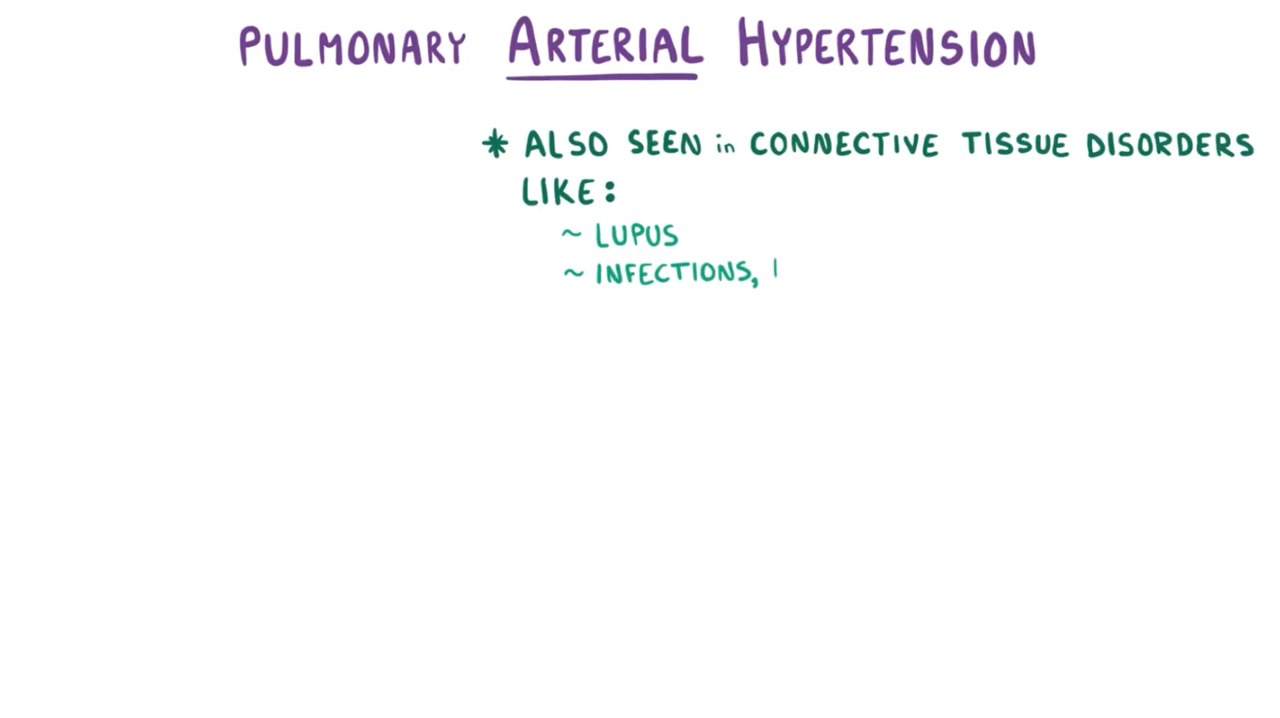 PULMONARY ARTERIAL HYPERTENSION
* ALSO SEEN in CONNECTIVE TISSUE DISORDERS
LIKE:
~ LUPUS
~ INFECTIONS,